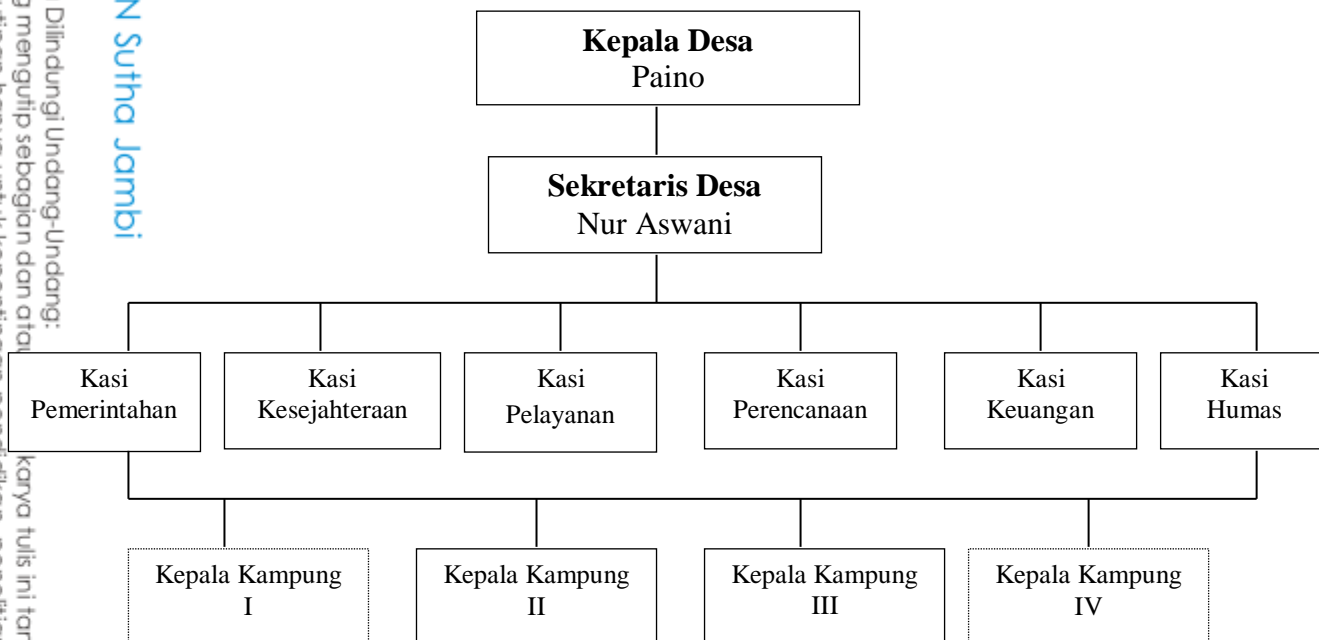 Kepala Desa
Paino
Sekretaris Desa
Nur Aswani
Kasi
Pemerintahan
Kasi
Kesejahteraan
Kasi
Pelayanan
Kasi
Perencanaan
Kasi
Keuangan
Kasi
Humas
Kepala Kampung
I
Kepala Kampung
II
Kepala Kampung
III
Kepala Kampung
IV
N Sutha Jambi
Dilindungi Undang-Undang:
mengutip sebagian dan atau karya tulis ini